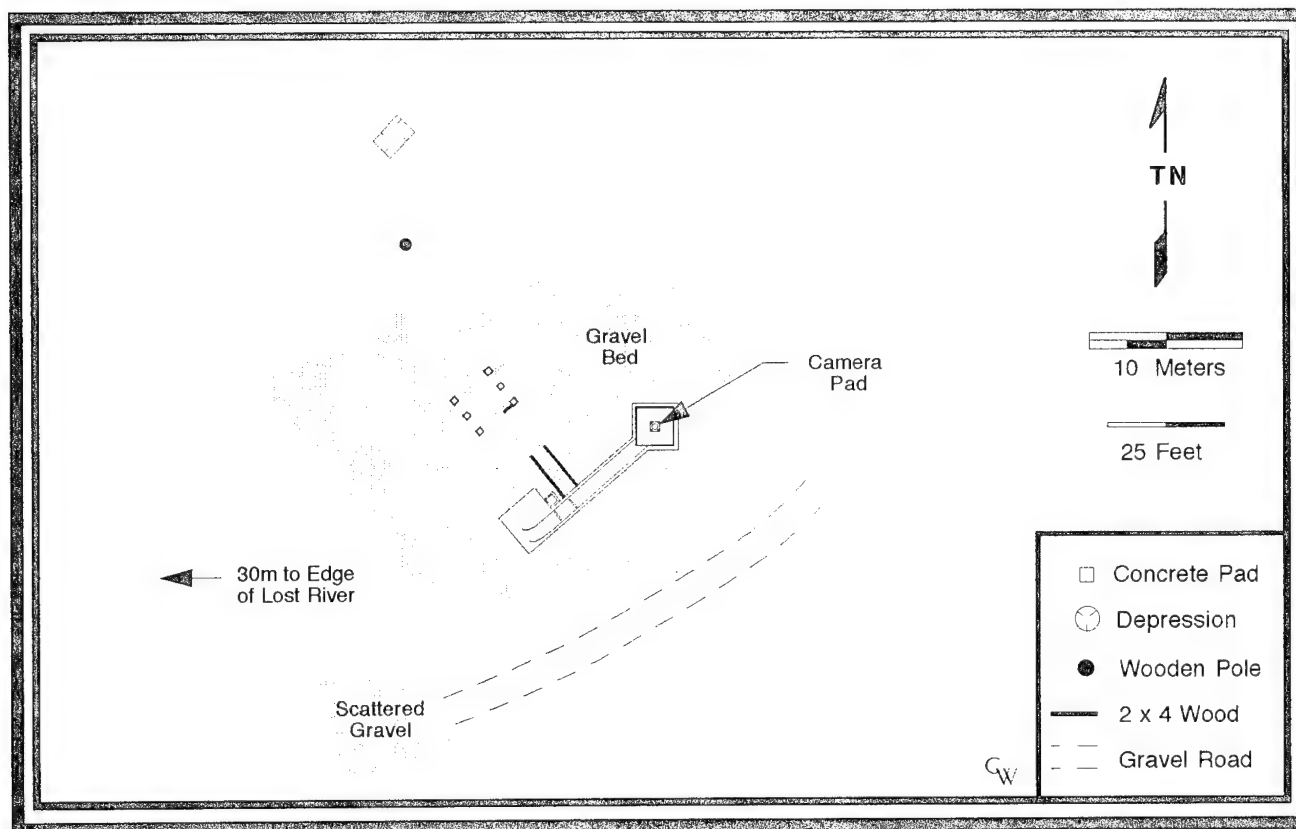 TN
Gravel
Bed
Camera
Pad
10 Meters
25 Feet
30m to Edge
of Lost River
Scattered
Gravel
Concrete Pad
Depression
Wooden Pole
2 x 4 Wood
Gravel Road
CW